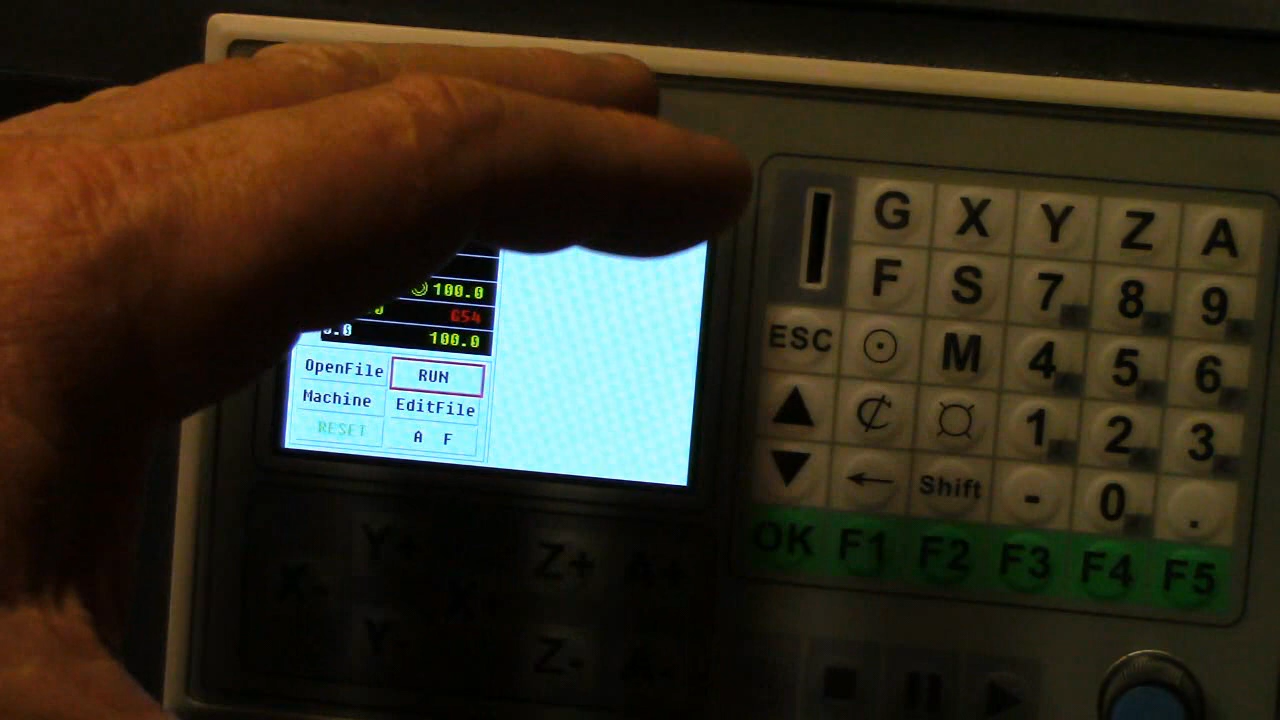 100.0
G54
100.0
OpenFile RUN
Machine EditFile
RESET A F
G X Y Z A
F S 7 8 9
ESC M 4 5 6
1 2 3
Shift - 0 .
OK F1 F2 F3 F4 F5
Y+ Z+ A+
X-
Y- Z- A-